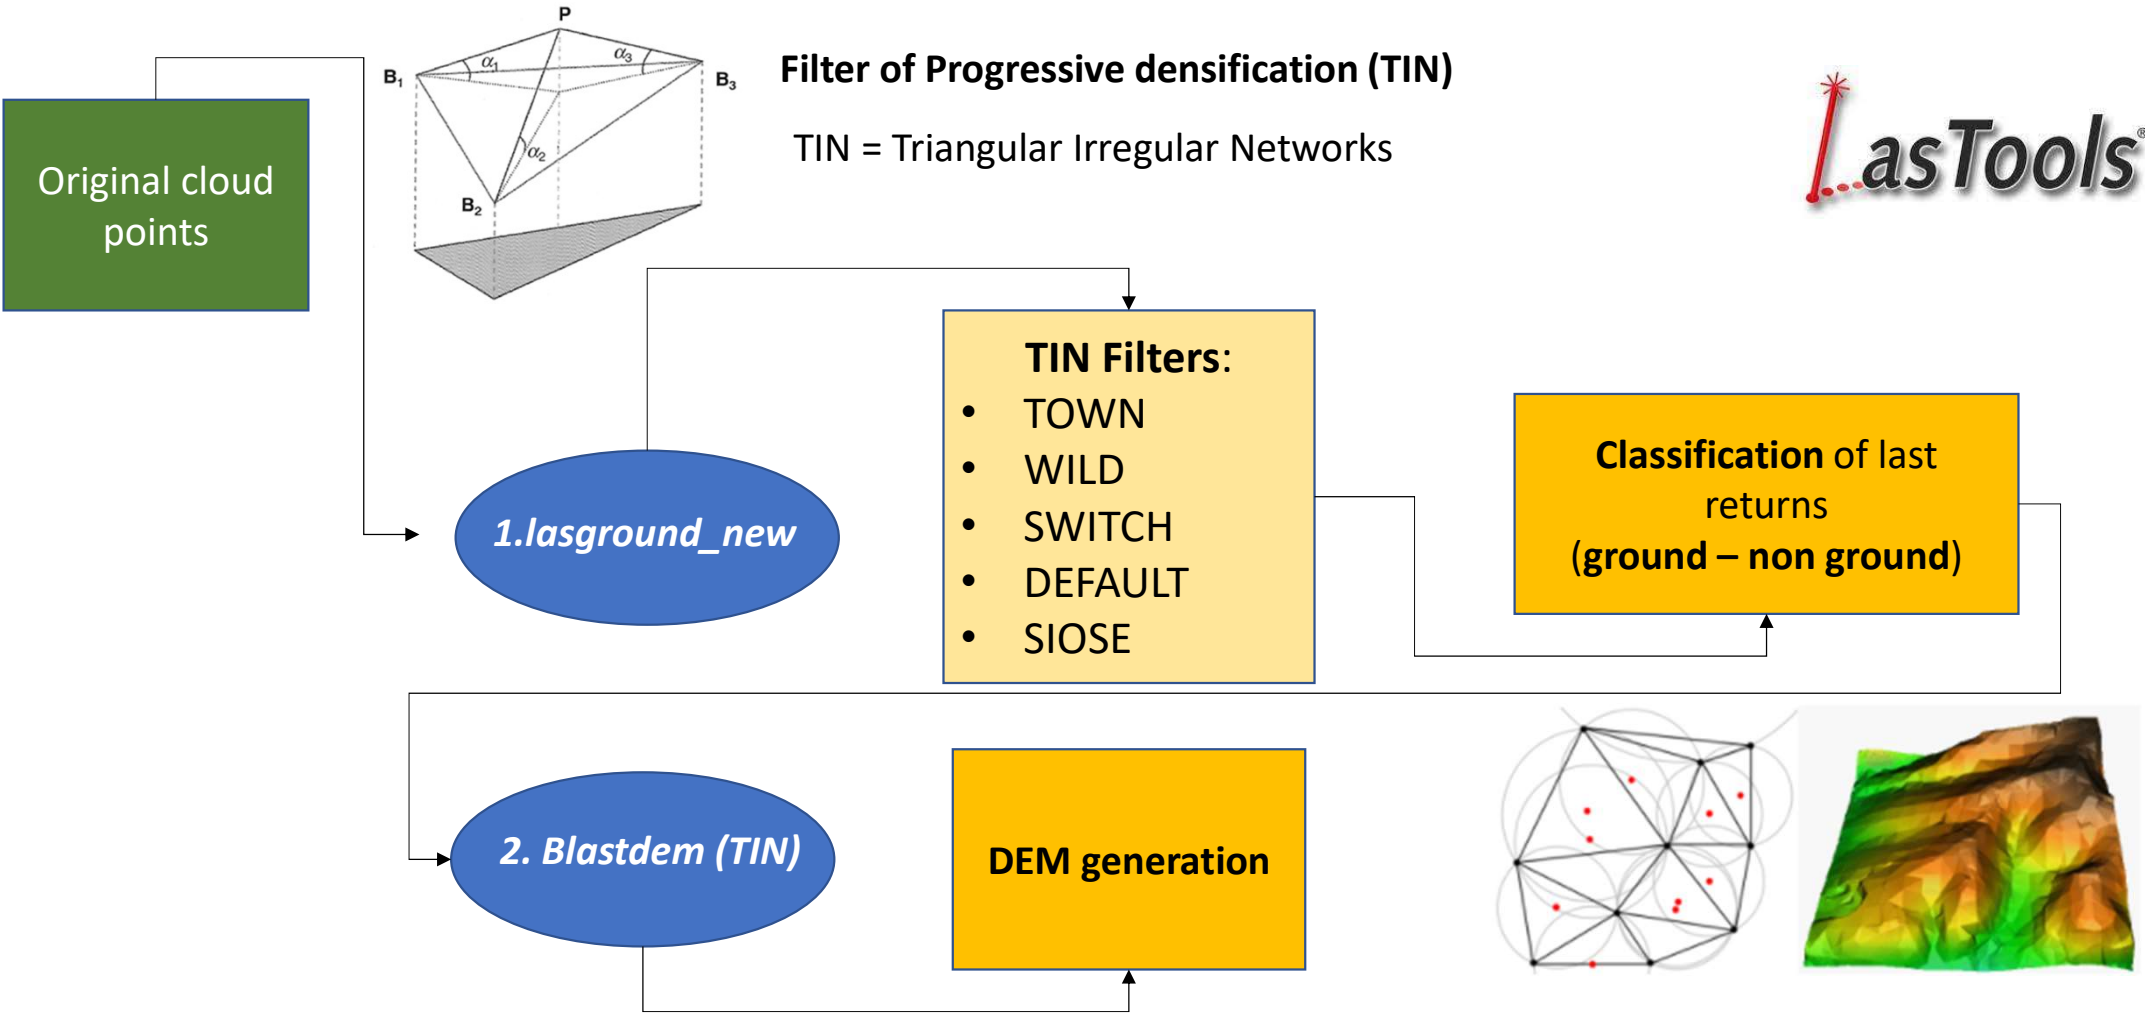 P
α₁
α₃
B₁
B₃
α₂
B₂
Filter of Progressive densification (TIN)
TIN = Triangular Irregular Networks
LasTools®
Original cloud
points
1.lasground_new
TIN Filters:
• TOWN
• WILD
• SWITCH
• DEFAULT
• SIOSE
Classification of last
returns
(ground – non ground)
2. Blastdem (TIN)
DEM generation